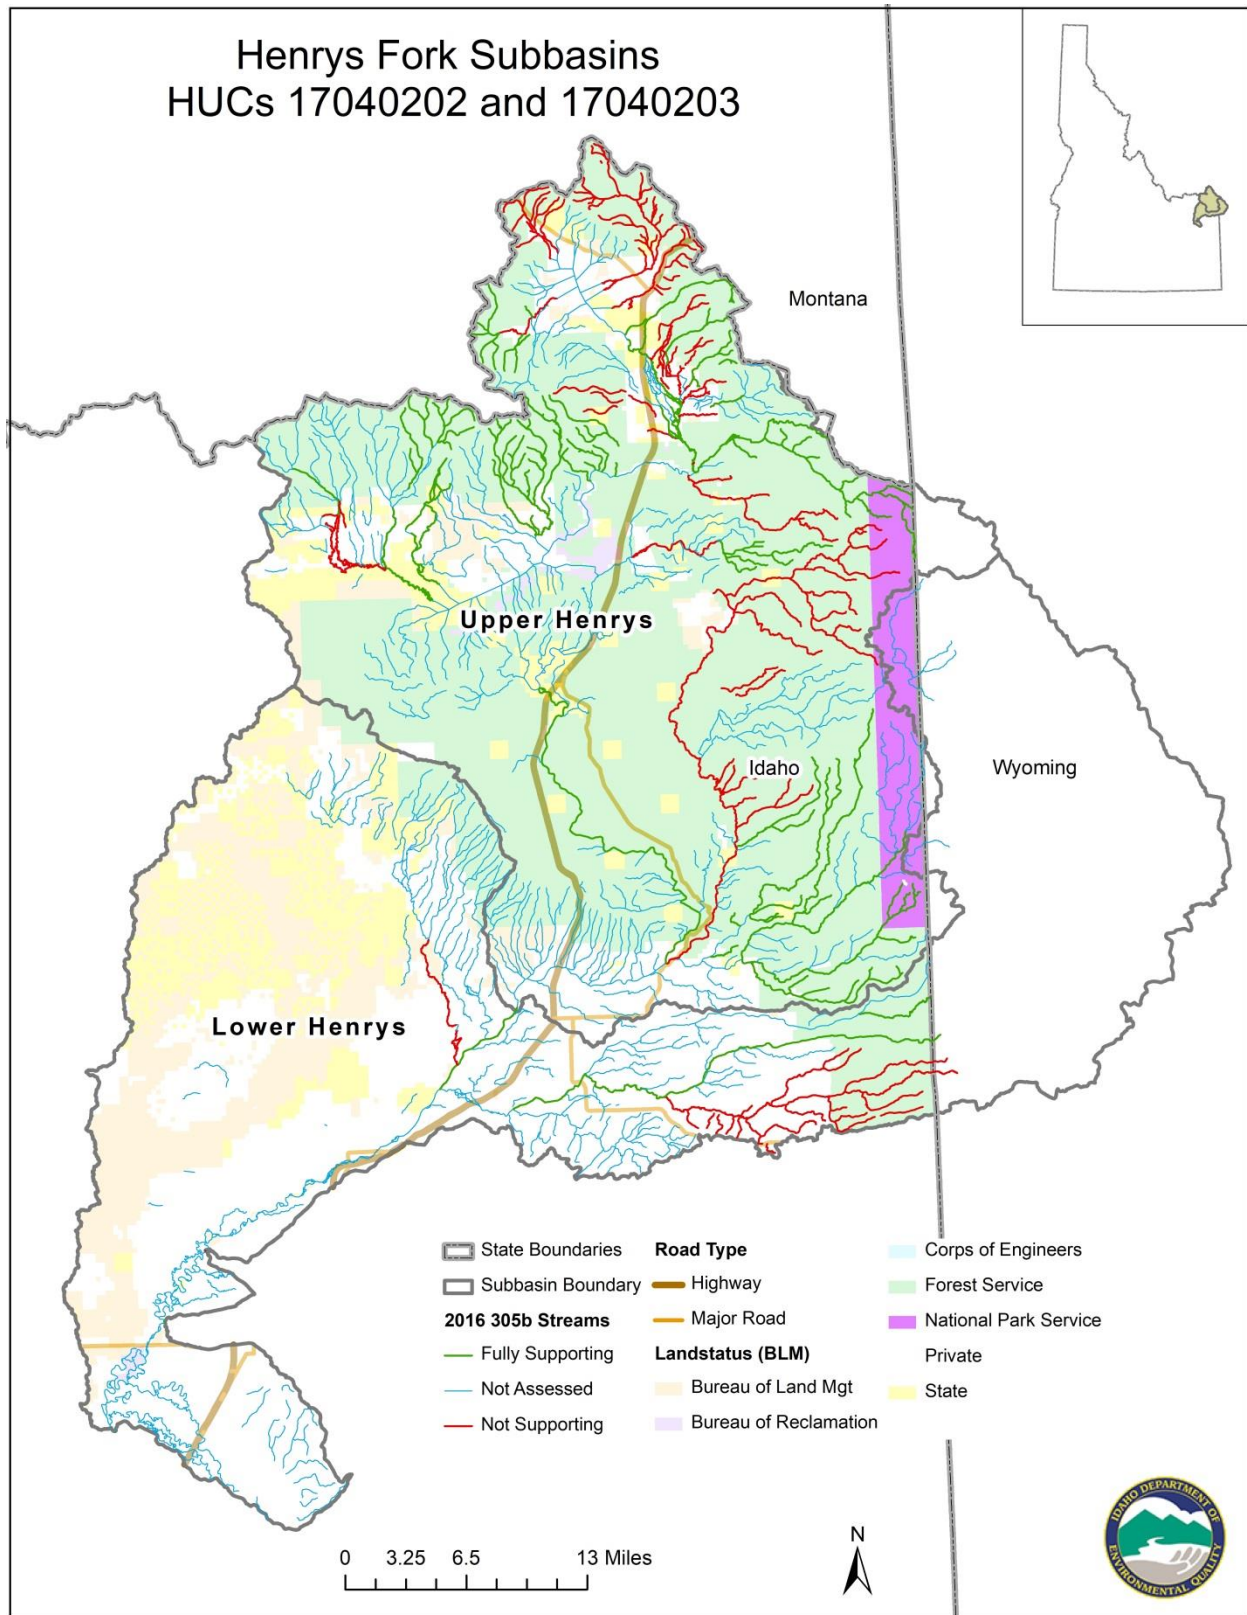 Henrys Fork Subbasins
HUCs 17040202 and 17040203
Montana
Upper Henrys
Idaho
Wyoming
Lower Henrys
State Boundaries
Subbasin Boundary
2016 305b Streams
Fully Supporting
Not Assessed
Not Supporting
Road Type
Highway
Major Road
Landstatus (BLM)
Bureau of Land Mgt
Bureau of Reclamation
Corps of Engineers
Forest Service
National Park Service
Private
State
0 3.25 6.5 13 Miles
N
IDAHO DEPARTMENT OF
ENVIRONMENTAL QUALITY